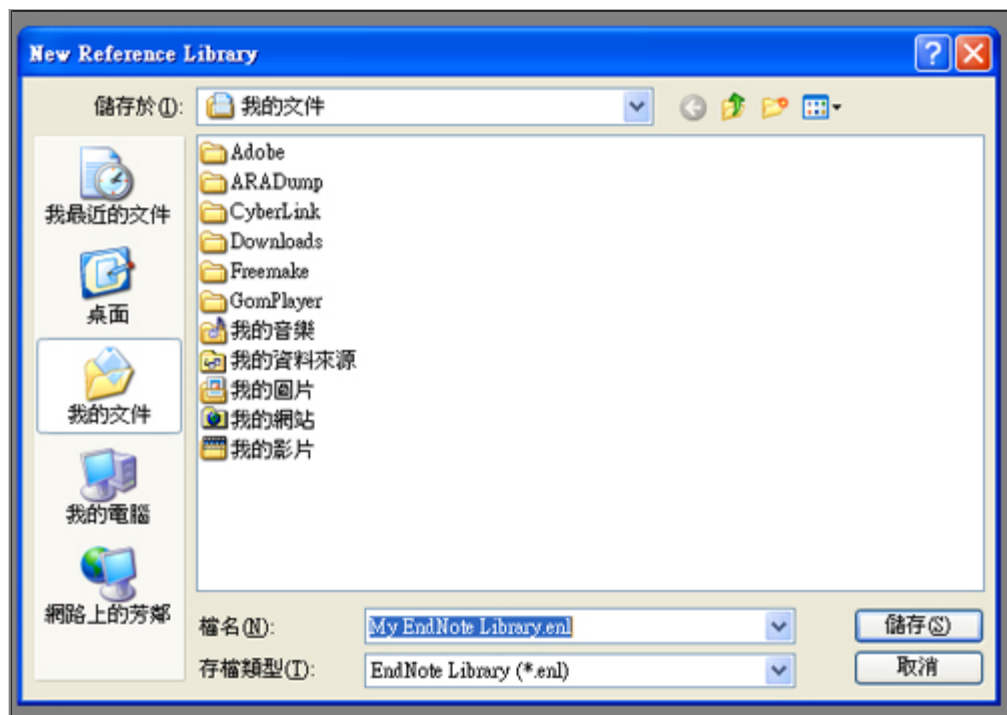 New Reference Library
儲存於(I):
我的文件
我最近的文件
桌面
我的文件
我的電腦
網路上的芳鄰
Adobe
ARADump
CyberLink
Downloads
Freemake
GomPlayer
我的音樂
我的資料來源
我的圖片
我的網站
我的影片
檔名(N):
My EndNote Library.enl
儲存(S)
存檔類型(T):
EndNote Library (*.enl)
取消